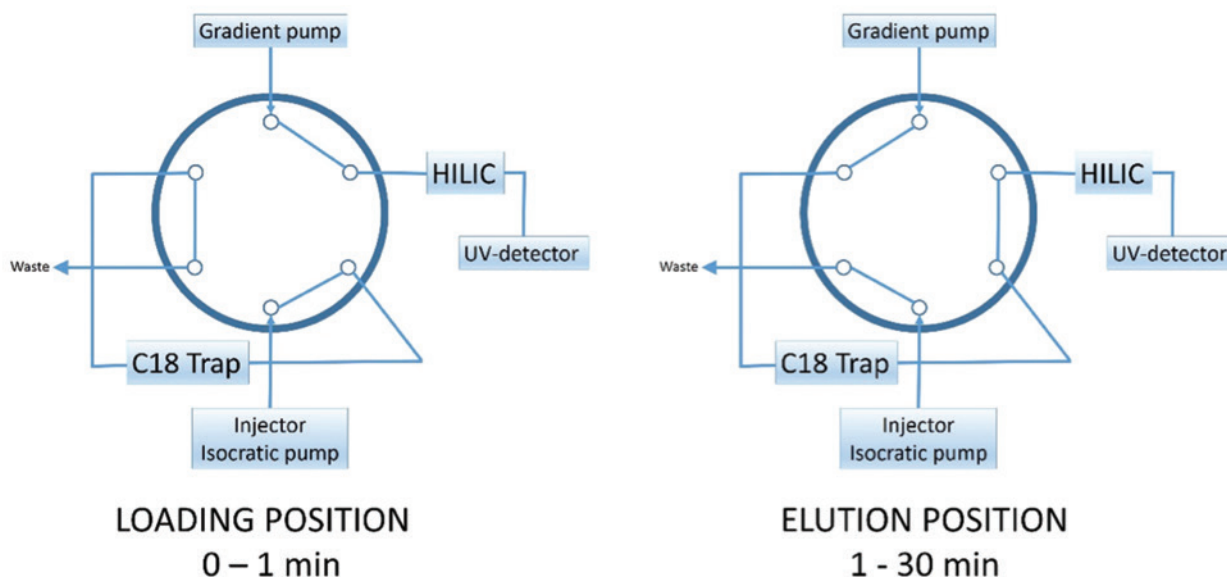 Gradient pump
HILIC
UV-detector
Waste
C18 Trap
Injector
Isocratic pump
LOADING POSITION
0 – 1 min
Gradient pump
HILIC
UV-detector
Waste
C18 Trap
Injector
Isocratic pump
ELUTION POSITION
1 - 30 min